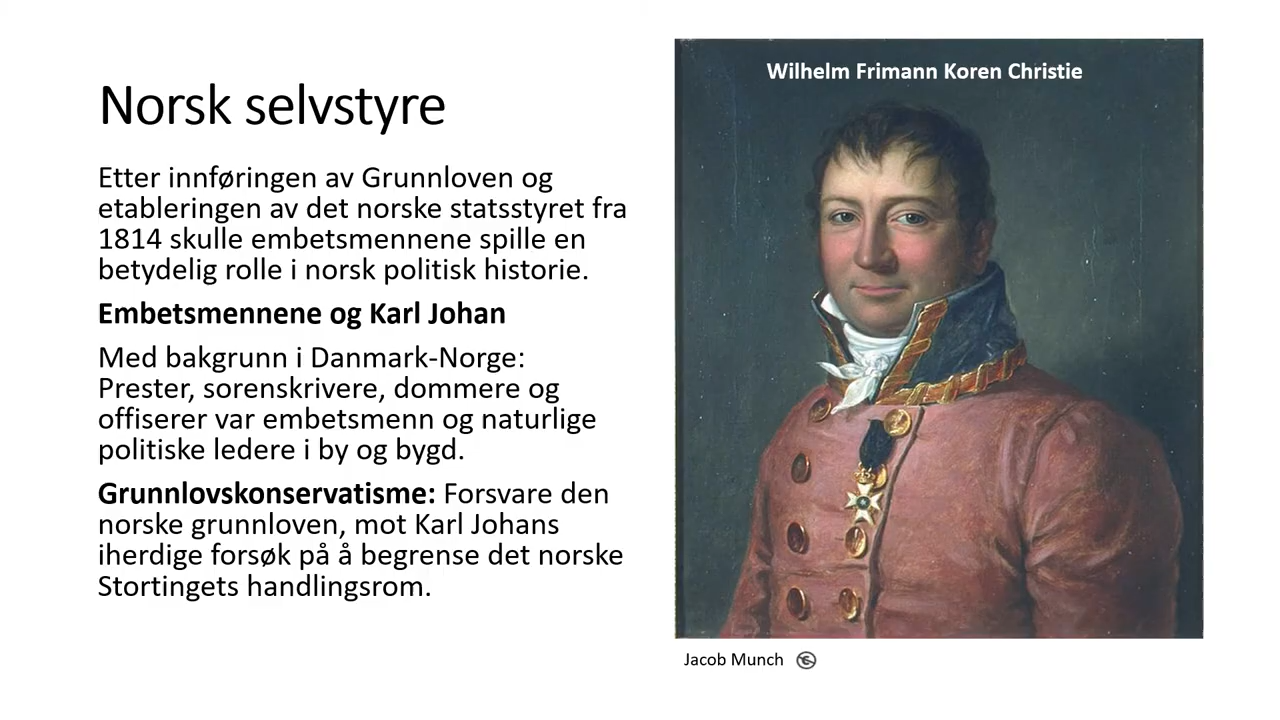 Norsk selvstyre
Etter innføringen av Grunnloven og
etableringen av det norske statsstyret fra
1814 skulle embetsmennene spille en
betydelig rolle i norsk politisk historie.
Embetsmennene og Karl Johan
Med bakgrunn i Danmark-Norge:
Prester, sorenskrivere, dommere og
offiserer var embetsmenn og naturlige
politiske ledere i by og bygd.
Grunnlovskonservatisme: Forsvare den
norske grunnloven, mot Karl Johans
iherdige forsøk på å begrense det norske
Stortingets handlingsrom.
Wilhelm Frimann Koren Christie
Jacob Munch